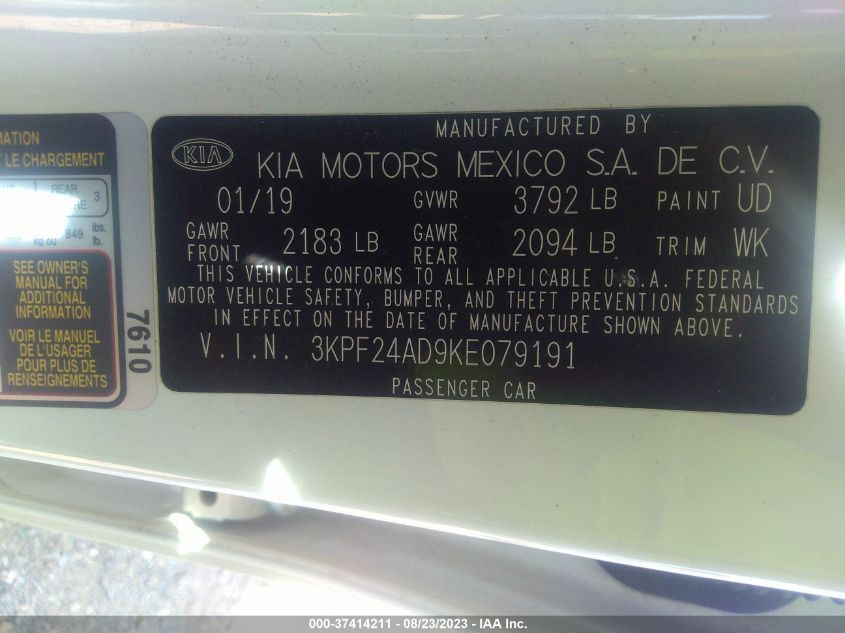 MATION
LE CHARGEMENT
REAR
3
kg ou 849 lbs. lb.
SEE OWNER'S
MANUAL FOR
ADDITIONAL
INFORMATION
VOIR LE MANUEL
DE L'USAGER
POUR PLUS DE
RENSEIGNEMENTS
7610
MANUFACTURED BY
KIA KIA MOTORS MEXICO S.A. DE C.V.
01/19 GVWR 3792 LB PAINT UD
GAWR FRONT 2183 LB GAWR REAR 2094 LB TRIM WK
THIS VEHICLE CONFORMS TO ALL APPLICABLE U.S.A. FEDERAL
MOTOR VEHICLE SAFETY, BUMPER, AND THEFT PREVENTION STANDARDS
IN EFFECT ON THE DATE OF MANUFACTURE SHOWN ABOVE.
V.I.N. 3KPF24AD9KE079191
PASSENGER CAR
000-37414211 - 08/23/2023 - IAA Inc.